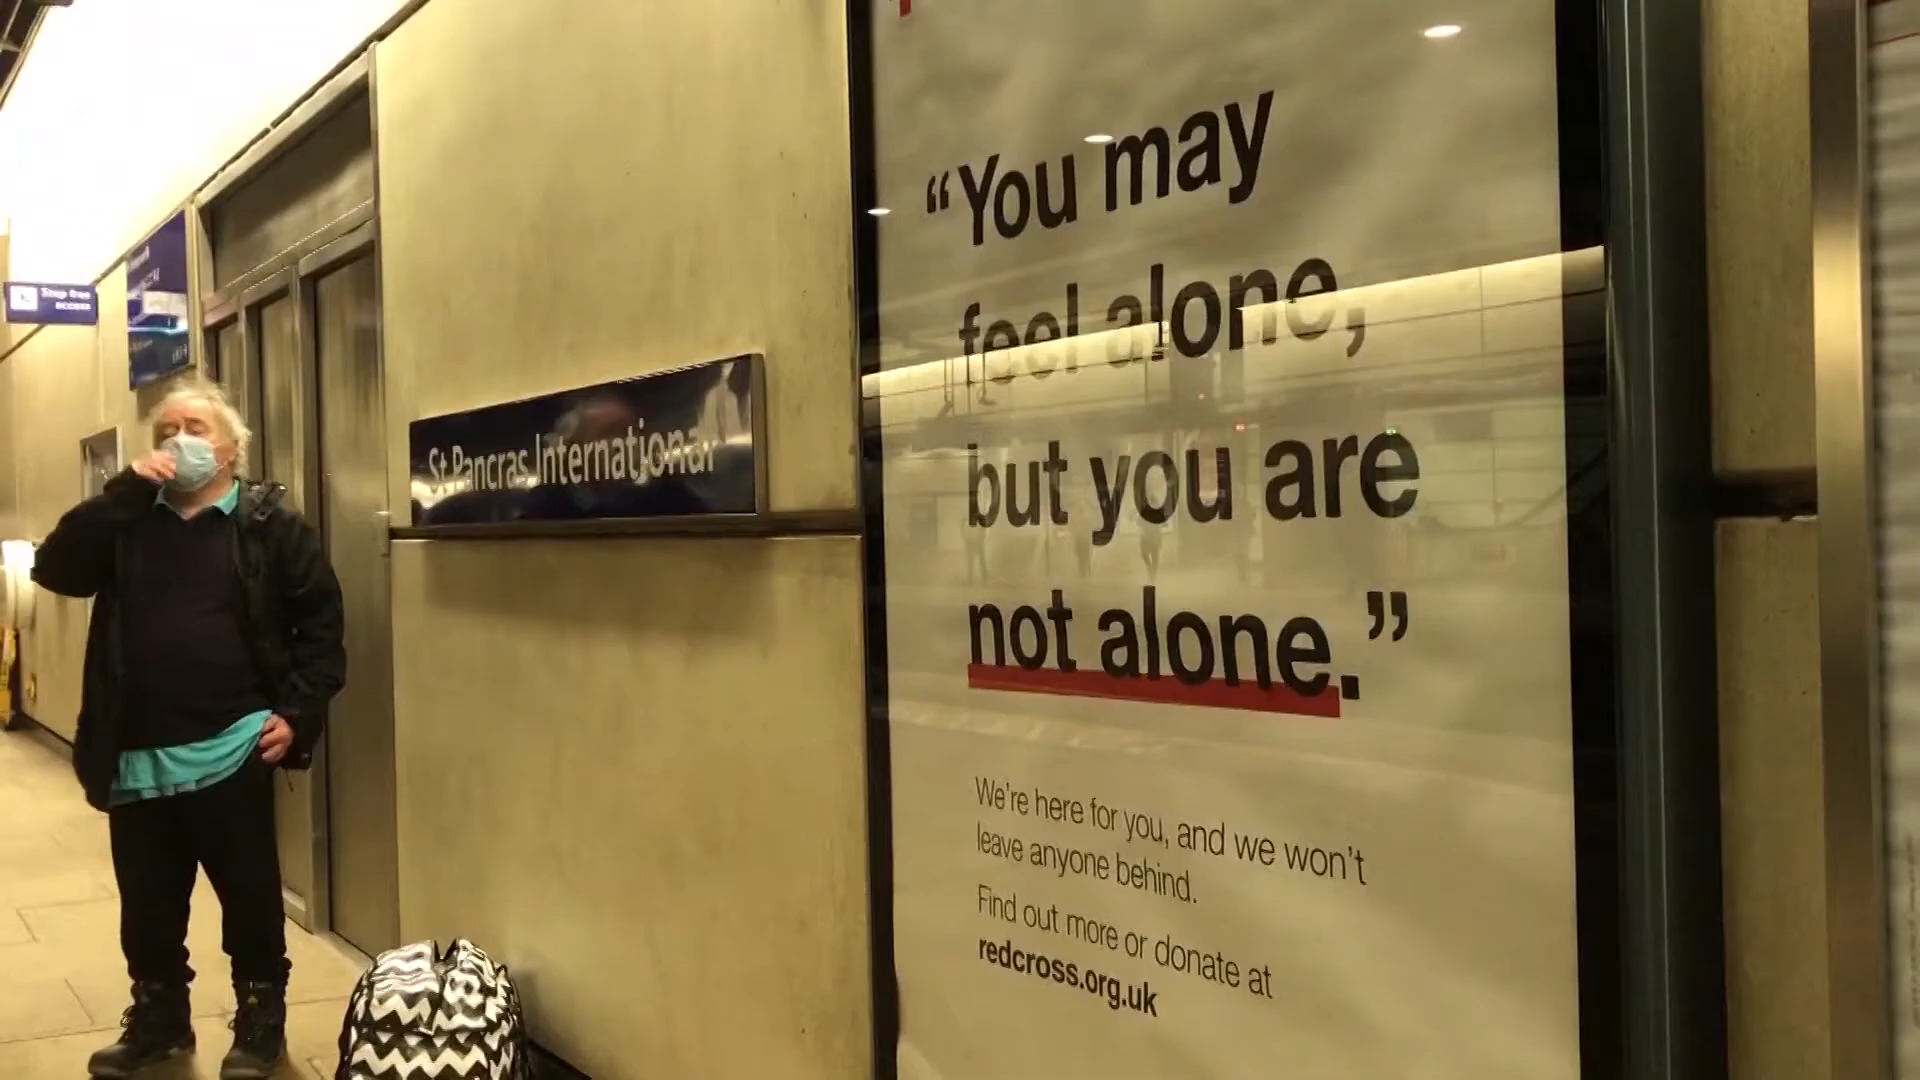 Step free
access
St Pancras International
“You may
feel alone,
but you are
not alone.”
We’re here for you, and we won’t
leave anyone behind.
Find out more or donate at
redcross.org.uk